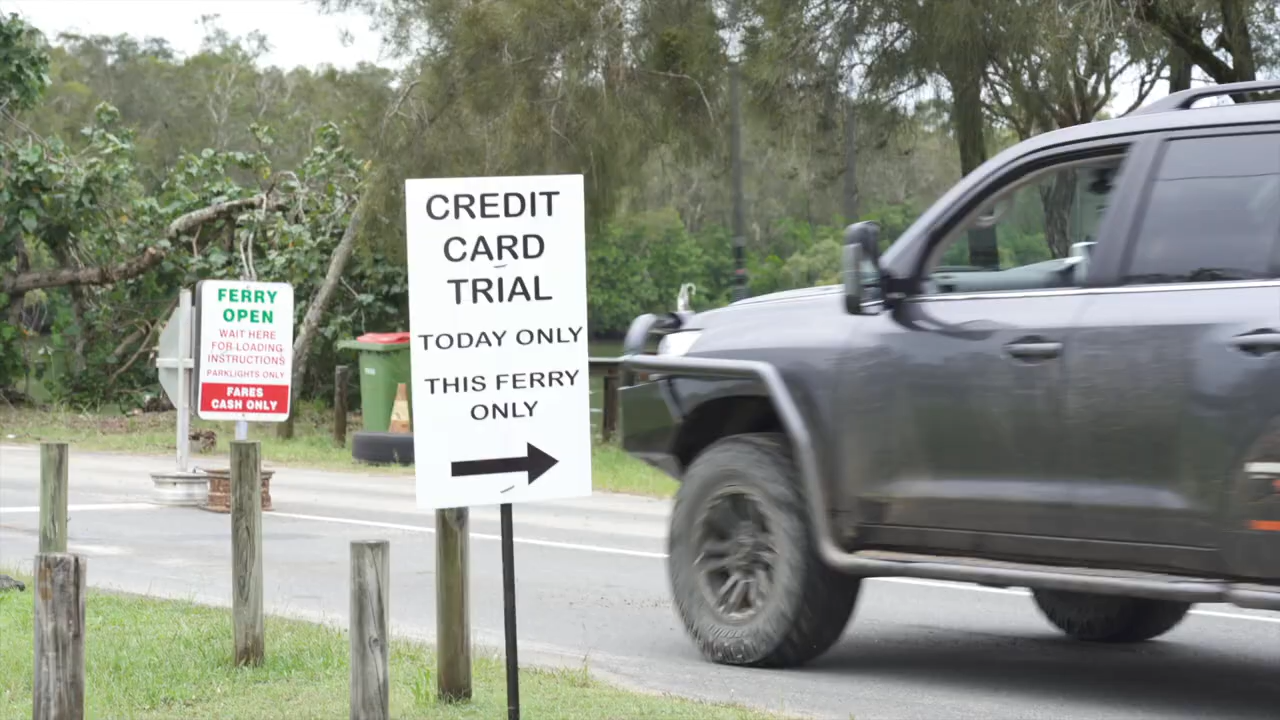 FERRY
OPEN
WAIT HERE
FOR LOADING
INSTRUCTIONS
PARKLIGHTS ONLY
FARES
CASH ONLY
CREDIT
CARD
TRIAL
TODAY ONLY
THIS FERRY
ONLY